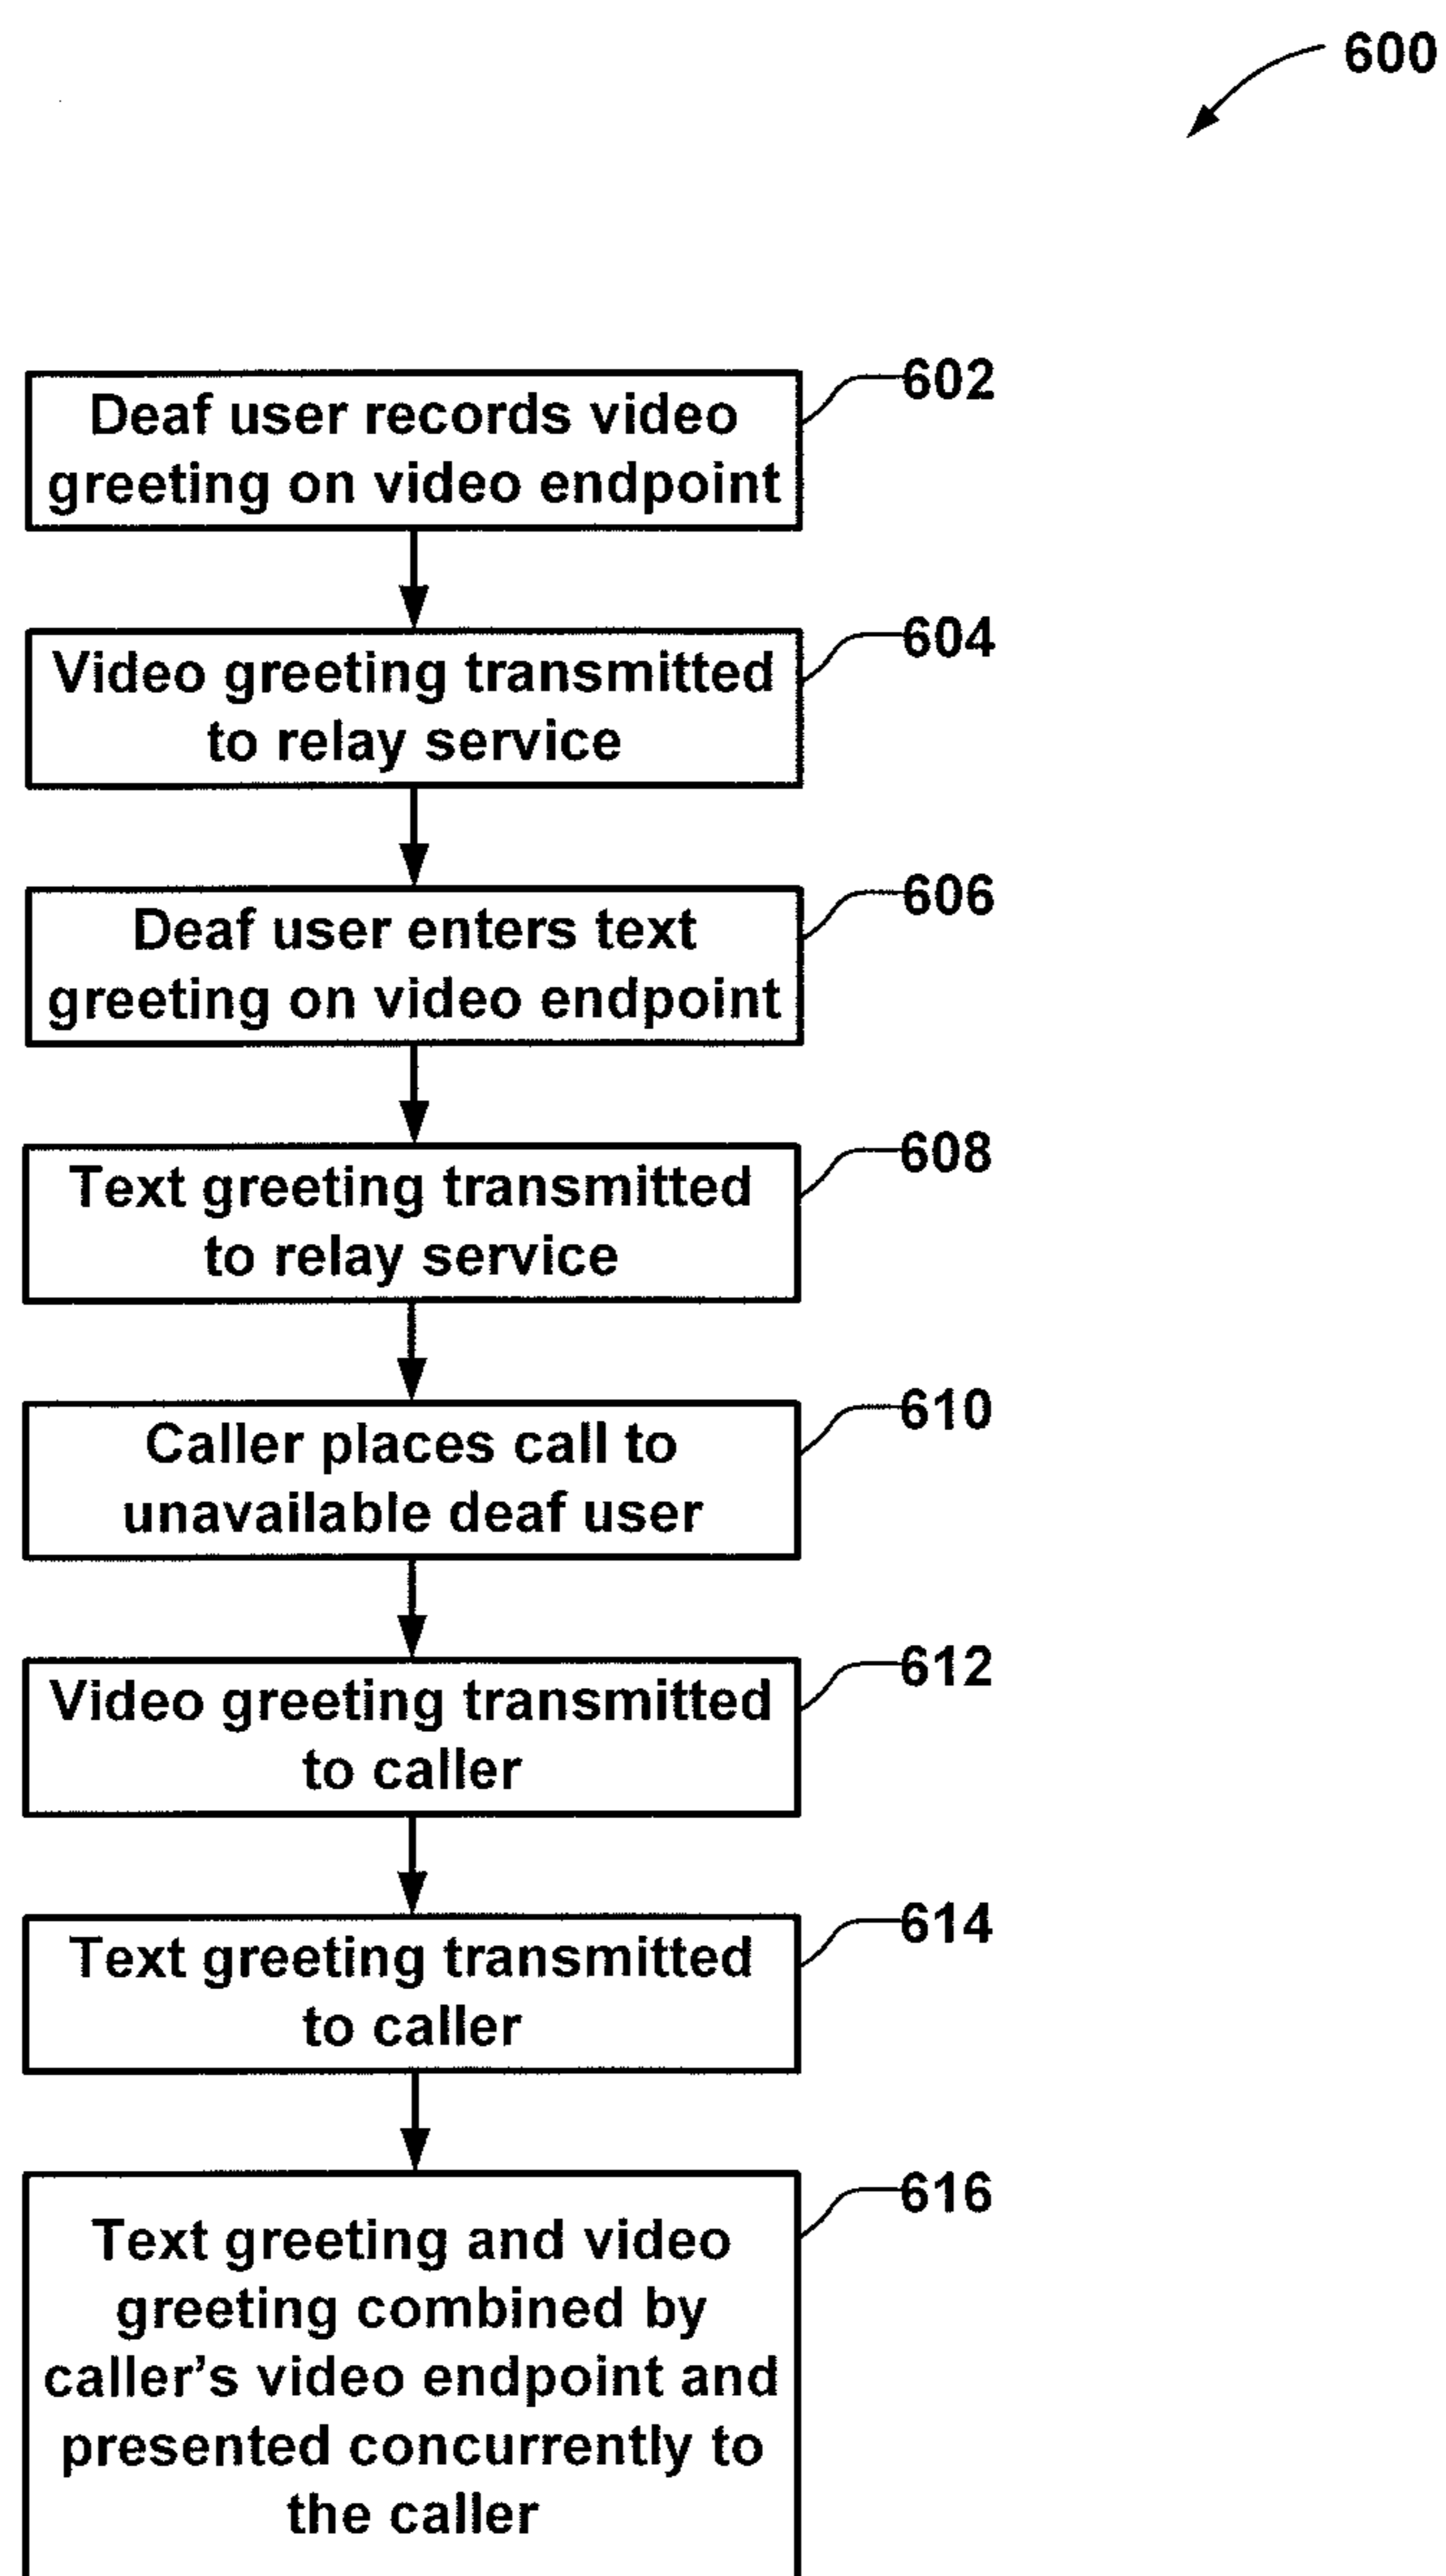 600
Deaf user records video
greeting on video endpoint
602
Video greeting transmitted
to relay service
604
Deaf user enters text
greeting on video endpoint
606
Text greeting transmitted
to relay service
608
Caller places call to
unavailable deaf user
610
Video greeting transmitted
to caller
612
Text greeting transmitted
to caller
614
Text greeting and video
greeting combined by
caller's video endpoint and
presented concurrently to
the caller
616